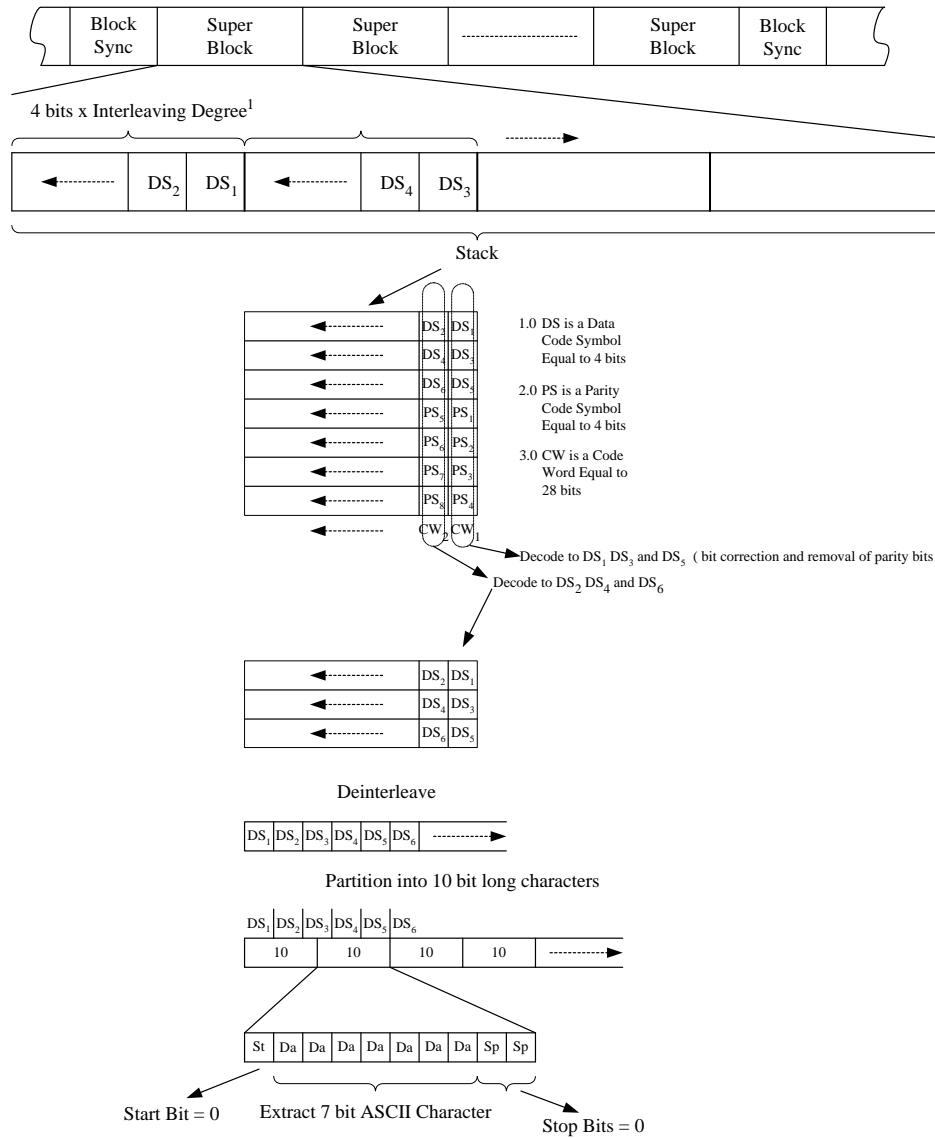 Block Sync Super Block Super Block Super Block Block Sync
4 bits x Interleaving Degree1
DS2 DS1 DS4 DS3
Stack
DS2 DS1
DS4 DS3
DS6 DS5
PS5 PS1
PS6 PS2
PS7 PS3
PS8 PS4
CW2 CW1
1.0 DS is a Data
Code Symbol
Equal to 4 bits
2.0 PS is a Parity
Code Symbol
Equal to 4 bits
3.0 CW is a Code
Word Equal to
28 bits
Decode to DS1 DS3 and DS5 ( bit correction and removal of parity bits
Decode to DS2 DS4 and DS6
DS2 DS1
DS4 DS3
DS6 DS5
Deinterleave
DS1 DS2 DS3 DS4 DS5 DS6
Partition into 10 bit long characters
DS1 DS2 DS3 DS4 DS5 DS6
10 10 10 10
St Da Da Da Da Da Da Da Sp Sp
Start Bit = 0
Extract 7 bit ASCII Character
Stop Bits = 0